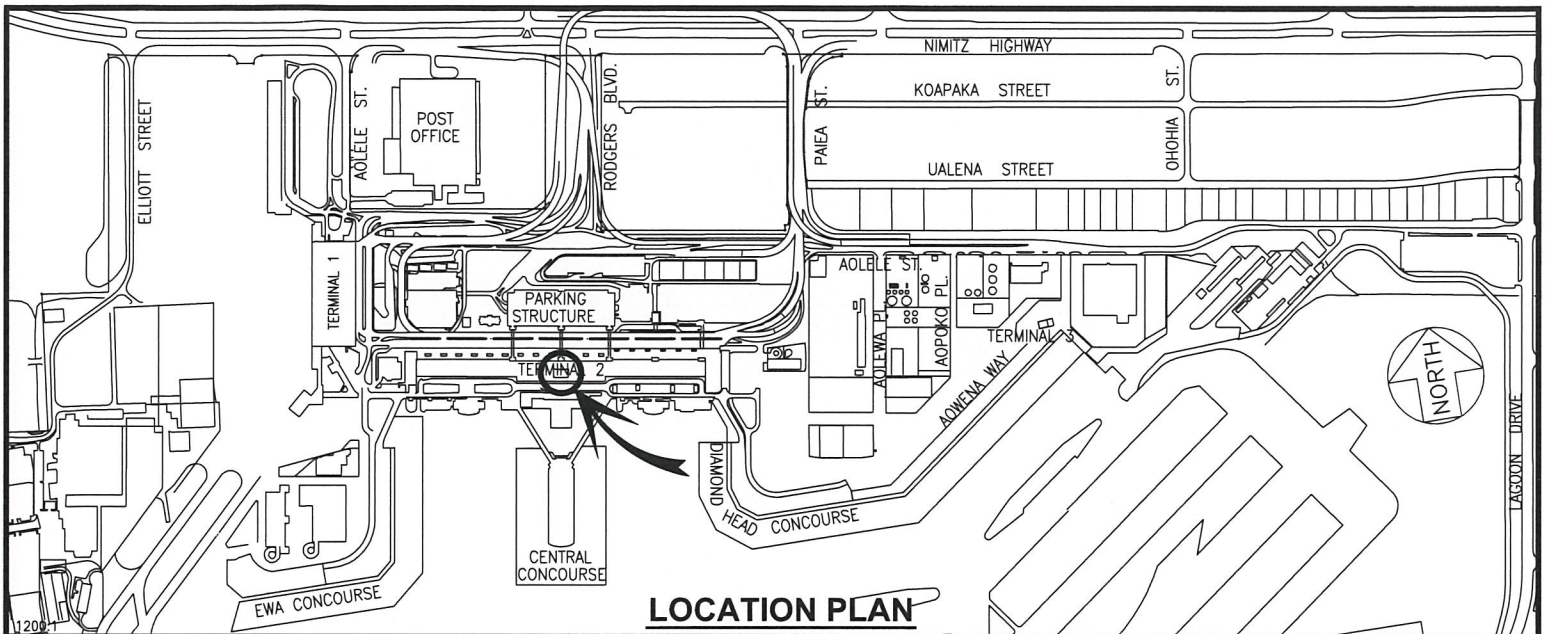 NIMITZ HIGHWAY
KOAPAKA STREET
UALENA STREET
ELLIOTT STREET
AOLELE ST.
POST
OFFICE
RODGERS BLVD.
PAIEA ST.
OHOHIA ST.
TERMINAL 1
PARKING
STRUCTURE
TERMINAL 2
AOLELE ST.
AOLEWA PL.
AOPOKO PL.
TERMINAL 3
AOWENA WAY
NORTH
LAGOON DRIVE
DIAMOND
HEAD CONCOURSE
CENTRAL
CONCOURSE
EWA CONCOURSE
LOCATION PLAN
1200:1